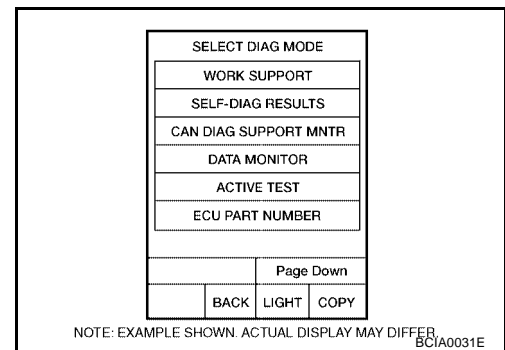 SELECT DIAG MODE
WORK SUPPORT
SELF-DIAG RESULTS
CAN DIAG SUPPORT MNTR
DATA MONITOR
ACTIVE TEST
ECU PART NUMBER
Page Down
BACK LIGHT COPY
NOTE: EXAMPLE SHOWN. ACTUAL DISPLAY MAY DIFFER.
BCIA0031E